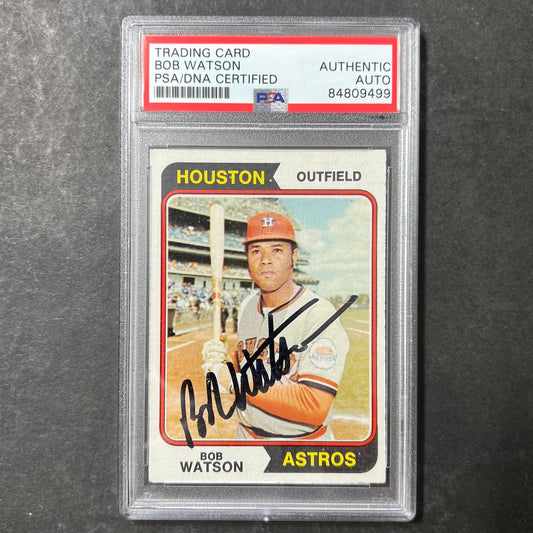 TRADING CARD
BOB WATSON
PSA/DNA CERTIFIED
AUTHENTIC
AUTO
84809499
PSA
HOUSTON
OUTFIELD
H
Bob Watson
BOB
WATSON
ASTROS